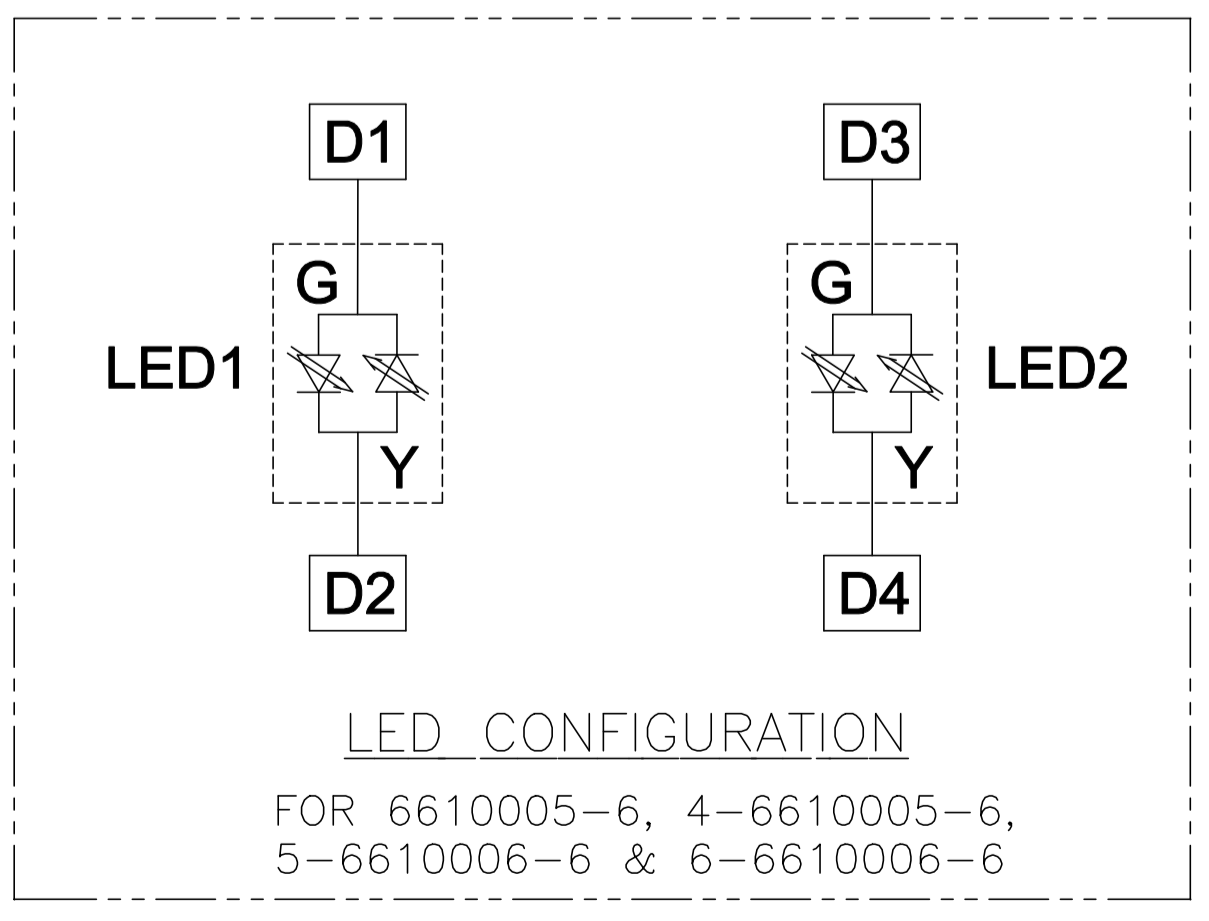 D1
D3
G
G
LED1
LED2
Y
Y
D2
D4
LED CONFIGURATION
FOR 6610005-6, 4-6610005-6,
5-6610006-6 & 6-6610006-6